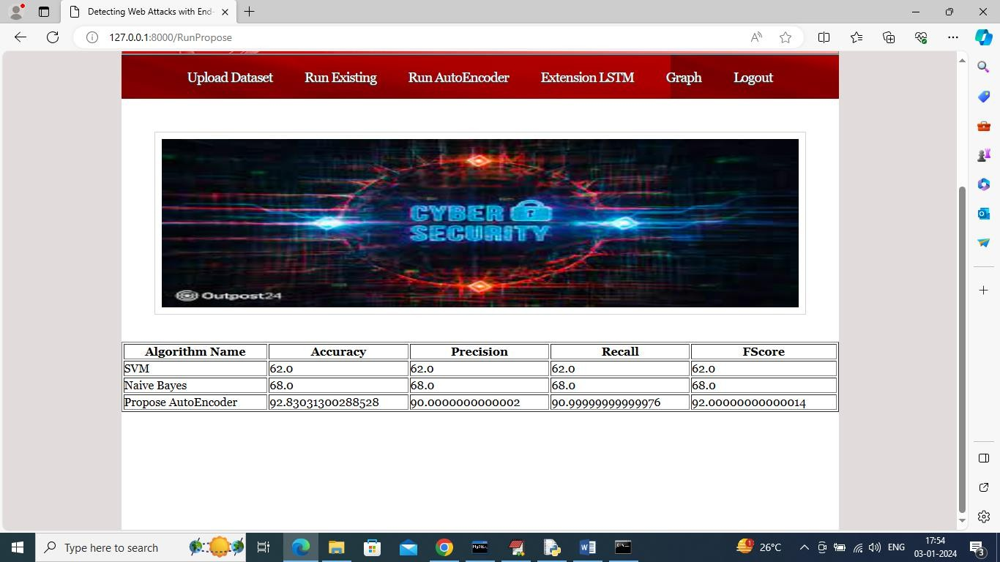 Detecting Web Attacks with End-
127.0.0.1:8000/RunPropose
Upload Dataset Run Existing Run AutoEncoder Extension LSTM Graph Logout
CYBER
SECURITY
Outpost24
Algorithm Name Accuracy Precision Recall FScore
SVM 62.0 62.0 62.0 62.0
Naive Bayes 68.0 68.0 68.0 68.0
Propose AutoEncoder 92.83031300288528 90.0000000000002 90.99999999999976 92.00000000000014
Type here to search
26°C
ENG
17:54
03-01-2024
3